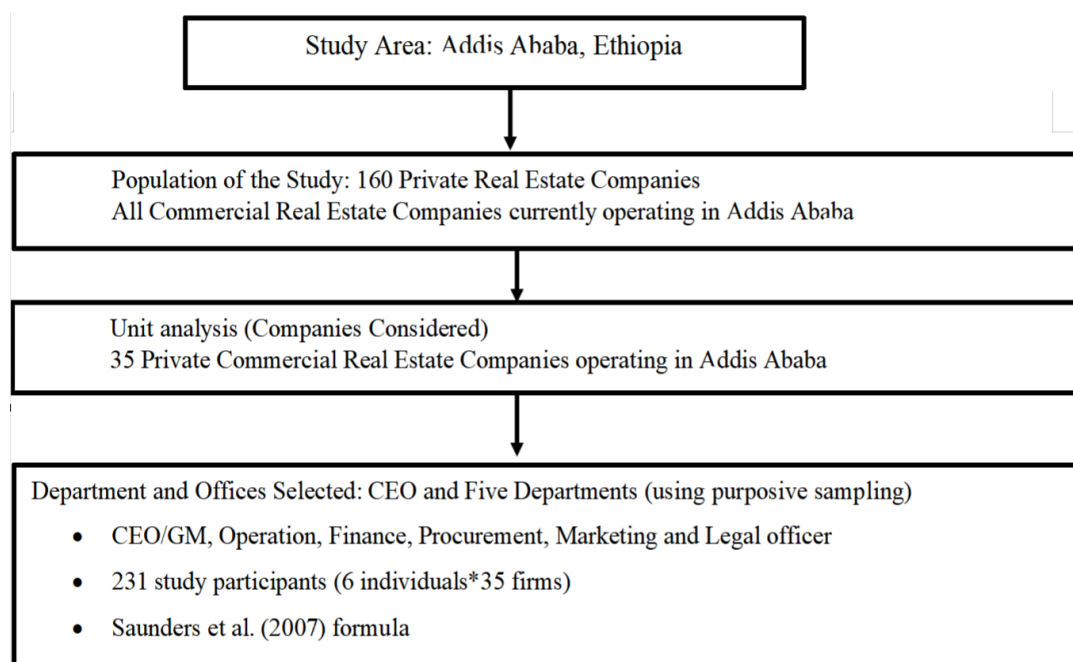 Study Area: Addis Ababa, Ethiopia
Population of the Study: 160 Private Real Estate Companies
All Commercial Real Estate Companies currently operating in Addis Ababa
Unit analysis (Companies Considered)
35 Private Commercial Real Estate Companies operating in Addis Ababa
Department and Offices Selected: CEO and Five Departments (using purposive sampling)
• CEO/GM, Operation, Finance, Procurement, Marketing and Legal officer
• 231 study participants (6 individuals*35 firms)
• Saunders et al. (2007) formula